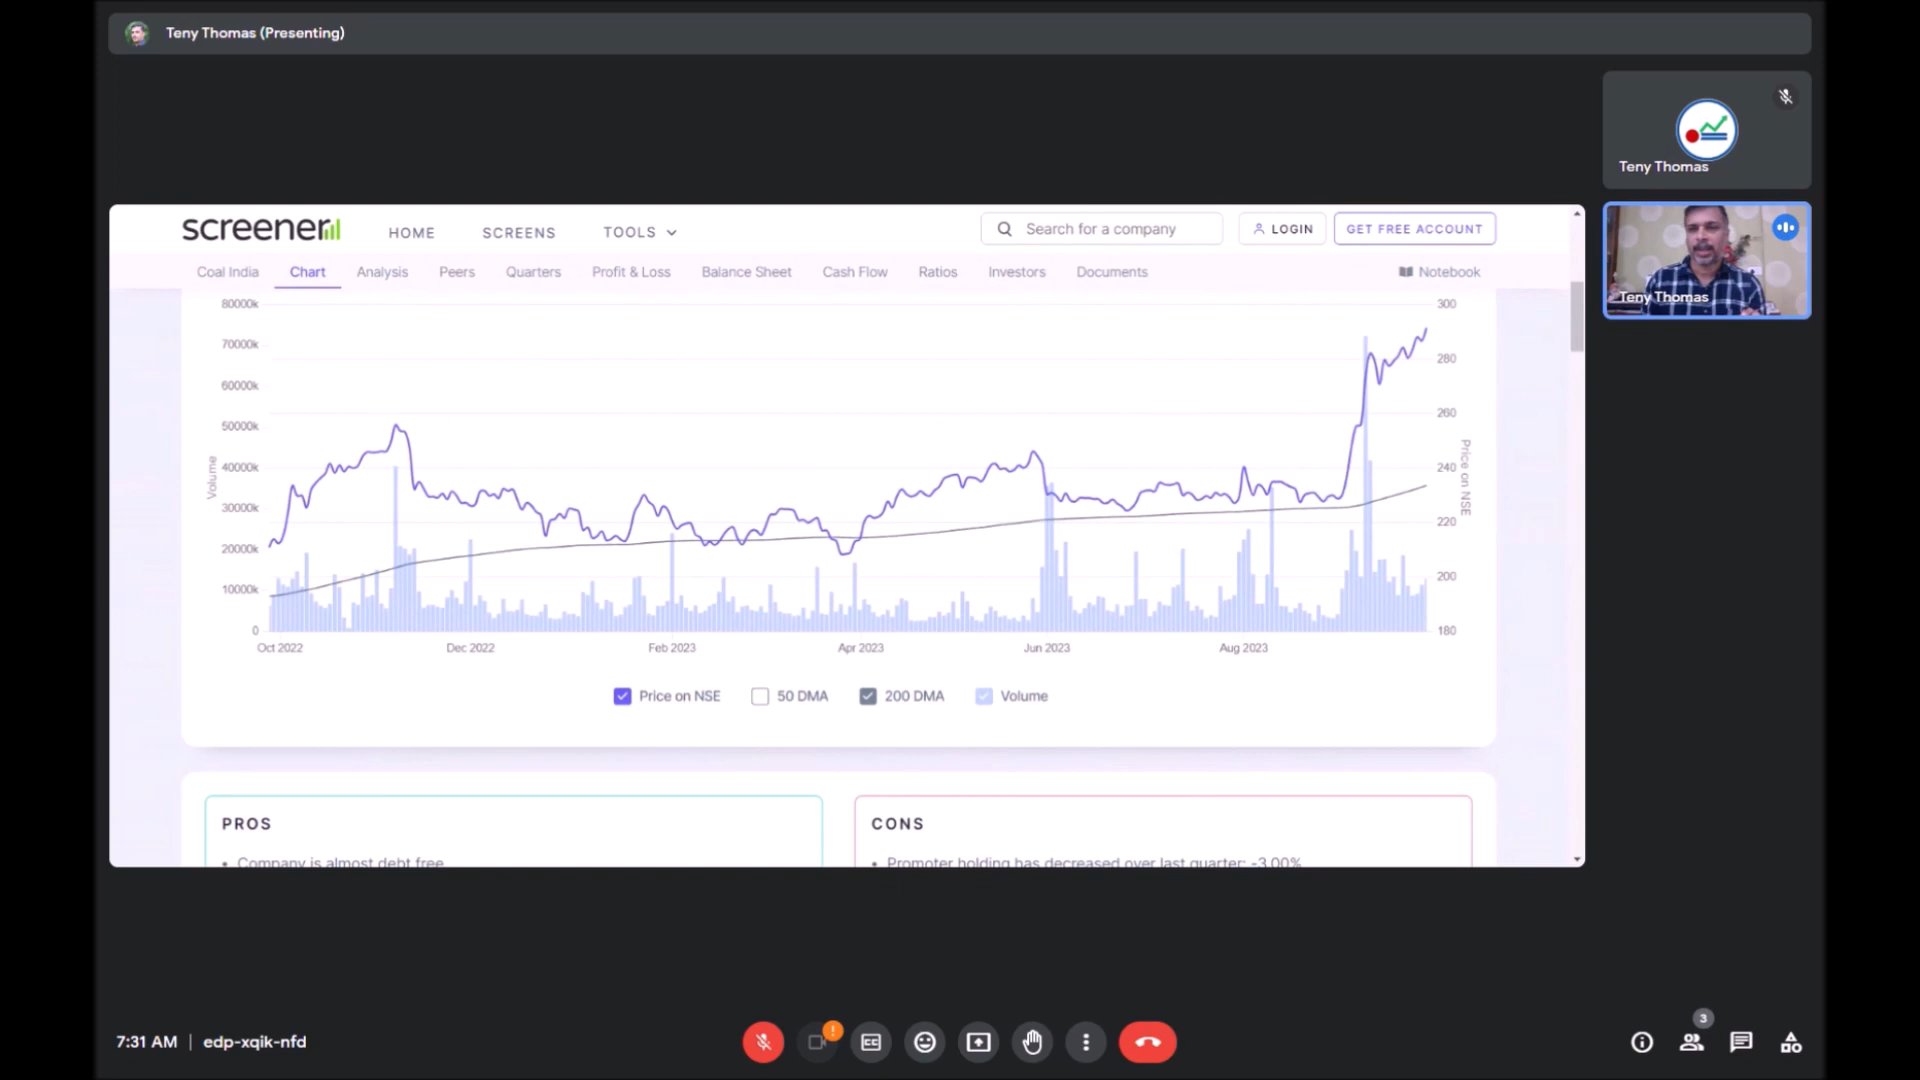 Teny Thomas (Presenting)
Teny Thomas
Teny Thomas
screener
HOME
SCREENS
TOOLS
Search for a company
LOGIN
GET FREE ACCOUNT
Coal India
Chart
Analysis
Peers
Quarters
Profit & Loss
Balance Sheet
Cash Flow
Ratios
Investors
Documents
Notebook
80000k
70000k
60000k
50000k
40000k
30000k
20000k
10000k
0
Volume
300
280
260
240
220
200
180
Price on NSE
Oct 2022
Dec 2022
Feb 2023
Apr 2023
Jun 2023
Aug 2023
Price on NSE
50 DMA
200 DMA
Volume
PROS
• Company is almost debt free
CONS
• Promoter holding has decreased over last quarter: -3.00%
7:31 AM | edp-xqik-nfd
CC
3